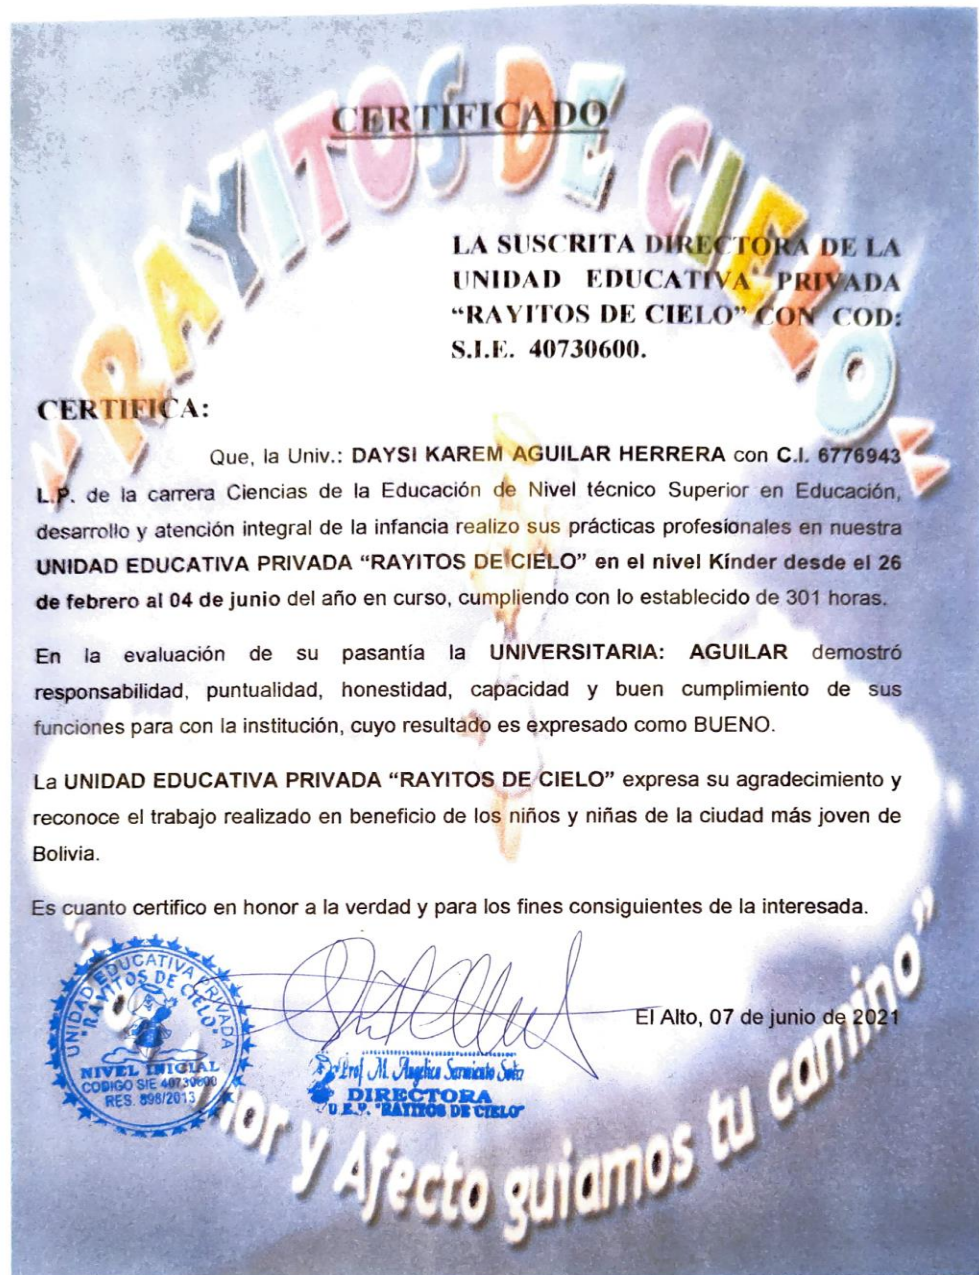 "RAYITOS DE CIELO"
CERTIFICADO
LA SUSCRITA DIRECTORA DE LA
UNIDAD EDUCATIVA PRIVADA
“RAYITOS DE CIELO” CON COD:
S.I.E. 40730600.
CERTIFICA:
Que, la Univ.: DAYSI KAREM AGUILAR HERRERA con C.I. 6776943
L.P. de la carrera Ciencias de la Educación de Nivel técnico Superior en Educación,
desarrollo y atención integral de la infancia realizo sus prácticas profesionales en nuestra
UNIDAD EDUCATIVA PRIVADA “RAYITOS DE CIELO” en el nivel Kínder desde el 26
de febrero al 04 de junio del año en curso, cumpliendo con lo establecido de 301 horas.
En la evaluación de su pasantía la UNIVERSITARIA: AGUILAR demostró
responsabilidad, puntualidad, honestidad, capacidad y buen cumplimiento de sus
funciones para con la institución, cuyo resultado es expresado como BUENO.
La UNIDAD EDUCATIVA PRIVADA “RAYITOS DE CIELO” expresa su agradecimiento y
reconoce el trabajo realizado en beneficio de los niños y niñas de la ciudad más joven de
Bolivia.
Es cuanto certifico en honor a la verdad y para los fines consiguientes de la interesada.
El Alto, 07 de junio de 2021
UNIDAD EDUCATIVA PRIVADA
"RAYITOS DE CIELO"
NIVEL INICIAL
CODIGO SIE 40730600
RES. 898/2013
Prof. M. Angélica Sarmiento
DIRECTORA
U.E.P. "RAYITOS DE CIELO"
y Afecto guiamos tu camino"